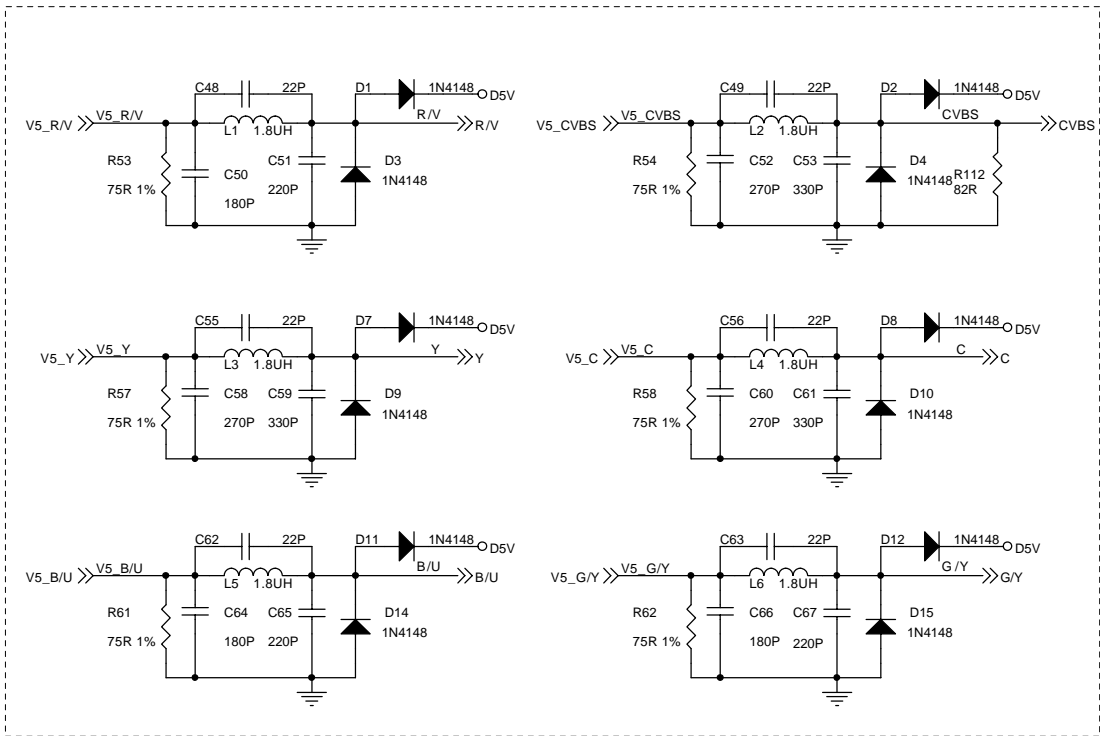 C48 22P D1 1N4148 D5V
V5_R/V V5_R/V L1 1.8UH R/V R/V
R53 C50 C51 D3
75R 1% 180P 220P 1N4148
C49 22P D2 1N4148 D5V
V5_CVBS V5_CVBS L2 1.8UH CVBS CVBS
R54 C52 C53 D4 R112
75R 1% 270P 330P 1N4148 82R
C55 22P D7 1N4148 D5V
V5_Y V5_Y L3 1.8UH Y Y
R57 C58 C59 D9
75R 1% 270P 330P 1N4148
C56 22P D8 1N4148 D5V
V5_C V5_C L4 1.8UH C C
R58 C60 C61 D10
75R 1% 270P 330P 1N4148
C62 22P D11 1N4148 D5V
V5_B/U V5_B/U L5 1.8UH B/U B/U
R61 C64 C65 D14
75R 1% 180P 220P 1N4148
C63 22P D12 1N4148 D5V
V5_G/Y V5_G/Y L6 1.8UH G/Y G/Y
R62 C66 C67 D15
75R 1% 180P 220P 1N4148